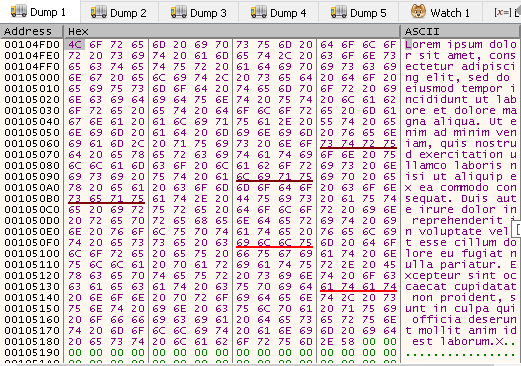 Dump 1 Dump 2 Dump 3 Dump 4 Dump 5 Watch 1 [x]=
Address Hex ASCII
00104FD0 4C 6F 72 65 6D 20 69 70 73 75 6D 20 64 6F 6C 6F Lorem ipsum dolo
00104FE0 72 20 73 69 74 20 61 6D 65 74 2C 20 63 6F 6E 73 r sit amet, cons
00104FF0 65 63 74 65 74 75 72 20 61 64 69 70 69 73 63 69 ectetur adipisci
00105000 6E 67 20 65 6C 69 74 2C 20 73 65 64 20 64 6F 20 ng elit, sed do
00105010 65 69 75 73 6D 6F 64 20 74 65 6D 70 6F 72 20 69 eiusmod tempor i
00105020 6E 63 69 64 69 64 75 6E 74 20 75 74 20 6C 61 62 ncididunt ut lab
00105030 6F 72 65 20 65 74 20 64 6F 6C 6F 72 65 20 6D 61 ore et dolore ma
00105040 67 6E 61 20 61 6C 69 71 75 61 2E 20 55 74 20 65 gna aliqua. Ut e
00105050 6E 69 6D 20 61 64 20 6D 69 6E 69 6D 20 76 65 6E nim ad minim ven
00105060 69 61 6D 2C 20 71 75 69 73 20 6E 6F 73 74 72 75 iam, quis nostru
00105070 64 20 65 78 65 72 63 69 74 61 74 69 6F 6E 20 75 d exercitation u
00105080 6C 6C 61 6D 63 6F 20 6C 61 62 6F 72 69 73 20 6E llamco laboris n
00105090 69 73 69 20 75 74 20 61 6C 69 71 75 69 70 20 65 isi ut aliquip e
001050A0 78 20 65 61 20 63 6F 6D 6D 6F 64 6F 20 63 6F 6E x ea commodo con
001050B0 73 65 71 75 61 74 2E 20 44 75 69 73 20 61 75 74 sequat. Duis aut
001050C0 65 20 69 72 75 72 65 20 64 6F 6C 6F 72 20 69 6E e irure dolor in
001050D0 20 72 65 70 72 65 68 65 6E 64 65 72 69 74 20 69 reprehenderit i
001050E0 6E 20 76 6F 6C 75 70 74 61 74 65 20 76 65 6C 69 n voluptate veli
001050F0 74 20 65 73 73 65 20 63 69 6C 6C 75 6D 20 64 6F t esse cillum do
00105100 6C 6F 72 65 20 65 75 20 66 75 67 69 61 74 20 6E lore eu fugiat n
00105110 75 6C 6C 61 20 70 61 72 69 61 74 75 72 2E 20 45 ulla pariatur. E
00105120 78 63 65 70 74 65 75 72 20 73 69 6E 74 20 6F 63 xcepteur sint oc
00105130 63 61 65 63 61 74 20 63 75 70 69 64 61 74 61 74 caecat cupidatat
00105140 20 6E 6F 6E 20 70 72 6F 69 64 65 6E 74 2C 20 73 non proident, s
00105150 75 6E 74 20 69 6E 20 63 75 6C 70 61 20 71 75 69 unt in culpa qui
00105160 20 6F 66 66 69 63 69 61 20 64 65 73 65 72 75 6E officia deserun
00105170 74 20 6D 6F 6C 6C 69 74 20 61 6E 69 6D 20 69 64 t mollit anim id
00105180 20 65 73 74 20 6C 61 62 6F 72 75 6D 2E 58 00 00 est laborum.X..
00105190 00 00 00 00 00 00 00 00 00 00 00 00 00 00 00 00 ................